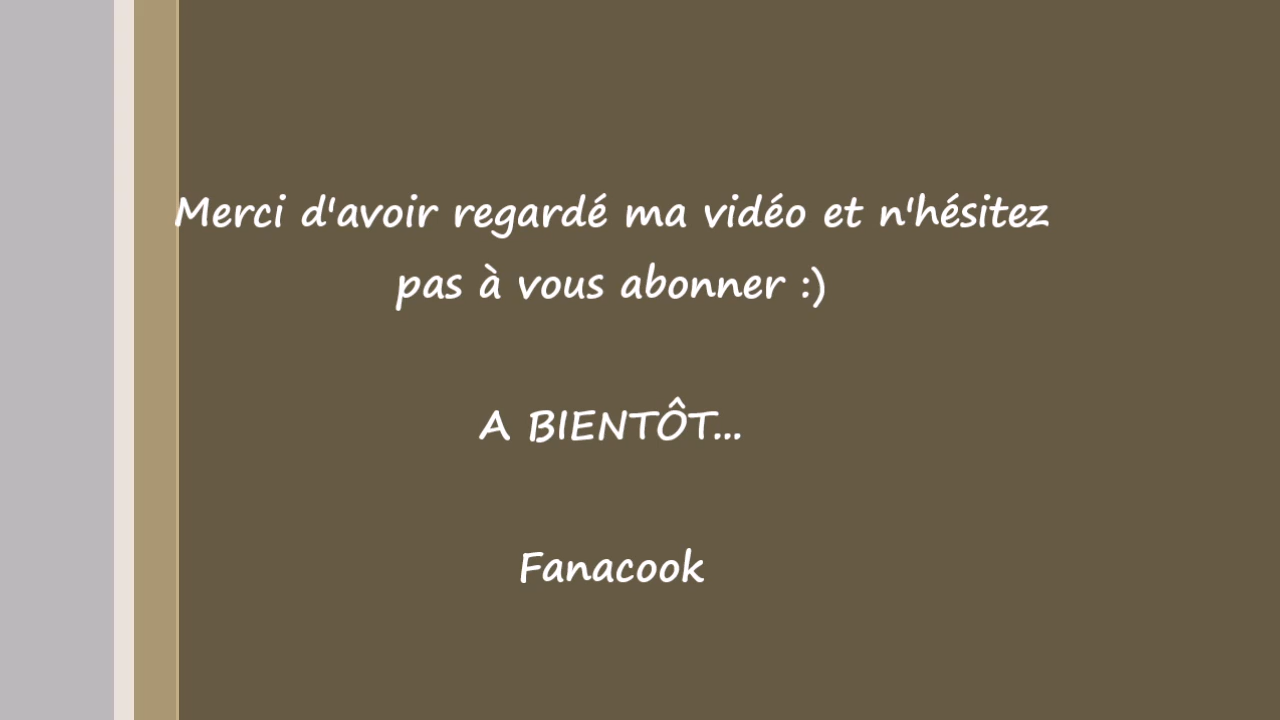 Merci d'avoir regardé ma vidéo et n'hésitez
pas à vous abonner :)
A BIENTÔT...
Fanacook